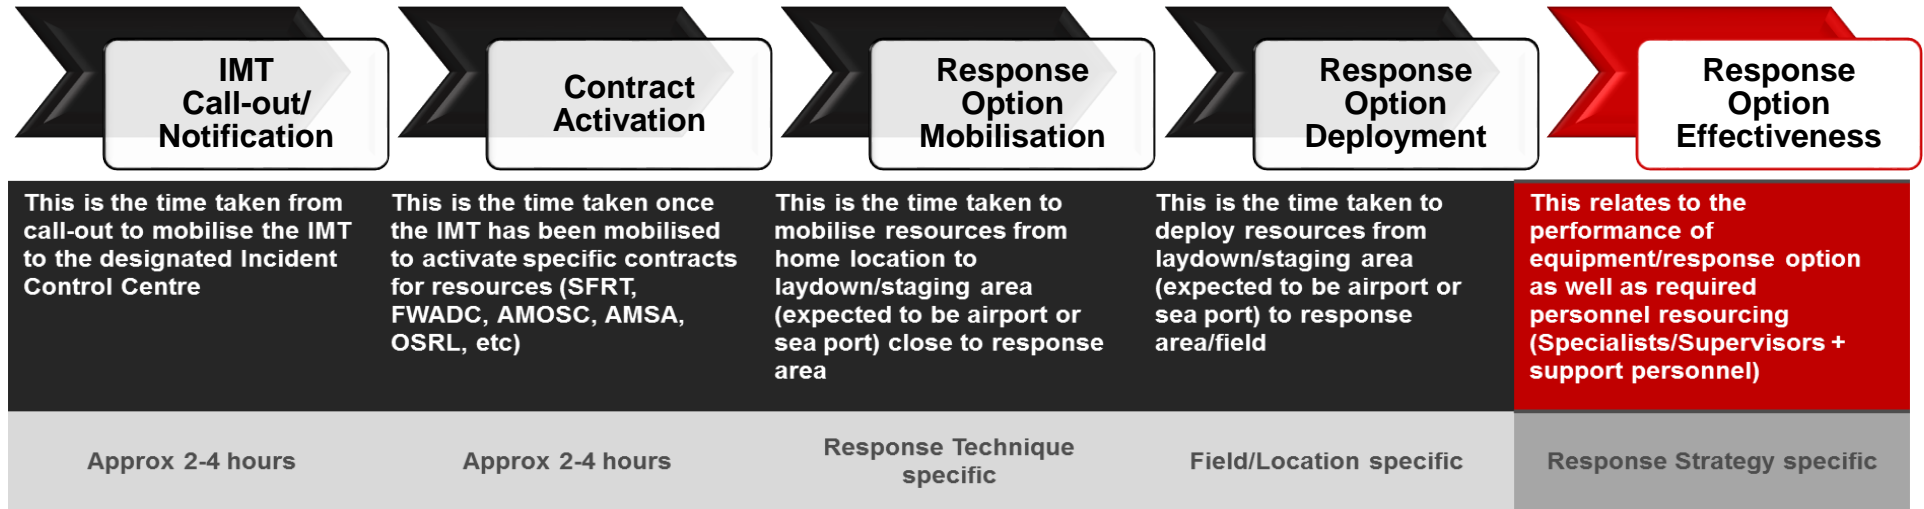 IMT
Call-out/
Notification
Contract
Activation
Response
Option
Mobilisation
Response
Option
Deployment
Response
Option
Effectiveness
This is the time taken from
call-out to mobilise the IMT
to the designated Incident
Control Centre
This is the time taken once
the IMT has been mobilised
to activate specific contracts
for resources (SFRT,
FWADC, AMOSC, AMSA,
OSRL, etc)
This is the time taken to
mobilise resources from
home location to
laydown/staging area
(expected to be airport or
sea port) close to response
area
This is the time taken to
deploy resources from
laydown/staging area
(expected to be airport or
sea port) to response
area/field
This relates to the
performance of
equipment/response option
as well as required
personnel resourcing
(Specialists/Supervisors +
support personnel)
Approx 2-4 hours
Approx 2-4 hours
Response Technique
specific
Field/Location specific
Response Strategy specific